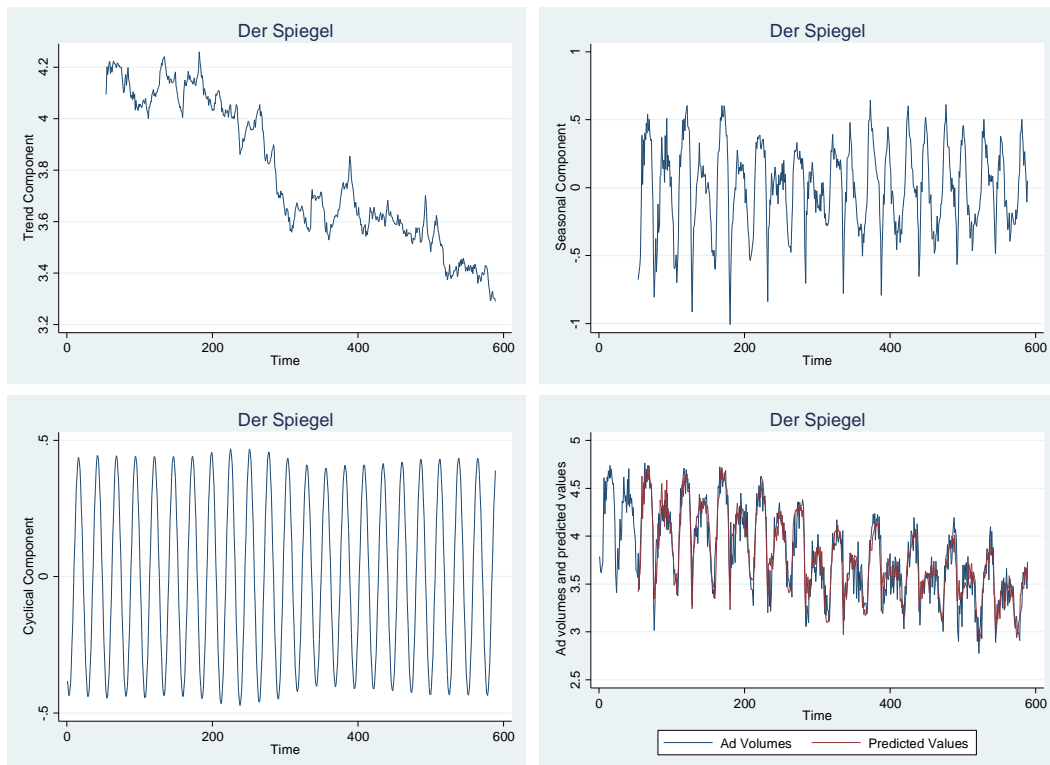 Der Spiegel
Trend Component
4.2
4
3.8
3.6
3.4
3.2
0
200
400
600
Time
Der Spiegel
Seasonal Component
1
.5
0
-.5
-1
0
200
400
600
Time
Der Spiegel
Cyclical Component
.5
0
-.5
0
200
400
600
Time
Der Spiegel
Ad volumes and predicted values
5
4.5
4
3.5
3
2.5
0
200
400
600
Time
Ad Volumes
Predicted Values